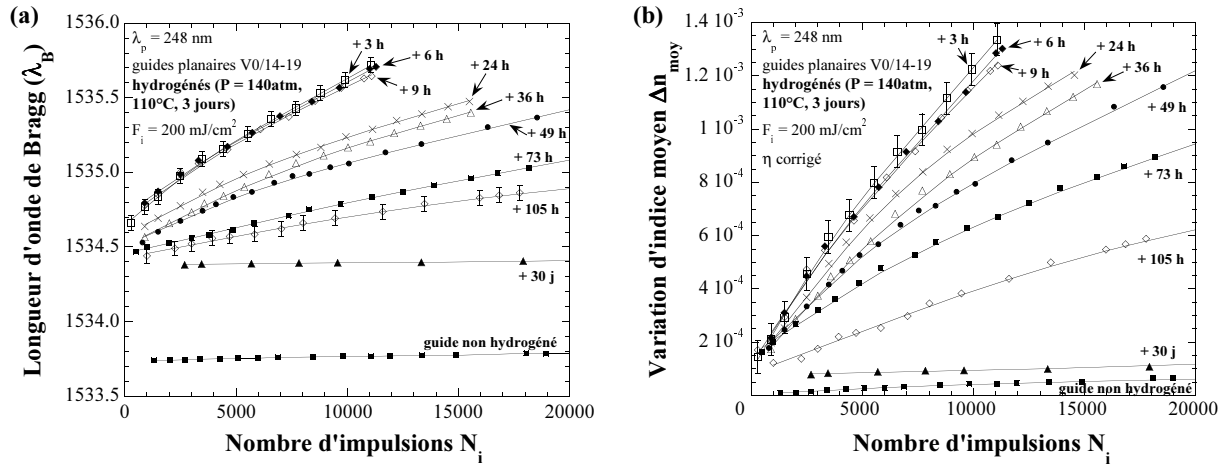 (a)
1536.0
1535.5
1535.0
1534.5
1534.0
1533.5
Longueur d'onde de Bragg (λB)
λp = 248 nm
guides planaires V0/14-19
hydrogénés (P = 140atm,
110°C, 3 jours)
Fi = 200 mJ/cm²
+ 3 h
+ 6 h
+ 9 h
+ 24 h
+ 36 h
+ 49 h
+ 73 h
+ 105 h
+ 30 j
guide non hydrogéné
0 5000 10000 15000 20000
Nombre d'impulsions Ni
(b)
1.4 10⁻³
1.2 10⁻³
1 10⁻³
8 10⁻⁴
6 10⁻⁴
4 10⁻⁴
2 10⁻⁴
0
Variation d'indice moyen Δnmoy
λp = 248 nm
guides planaires V0/14-19
hydrogénés (P = 140atm,
110°C, 3 jours)
Fi = 200 mJ/cm²
η corrigé
+ 3 h
+ 6 h
+ 9 h
+ 24 h
+ 36 h
+ 49 h
+ 73 h
+ 105 h
+ 30 j
guide non hydrogéné
5000 10000 15000 20000
Nombre d'impulsions Ni